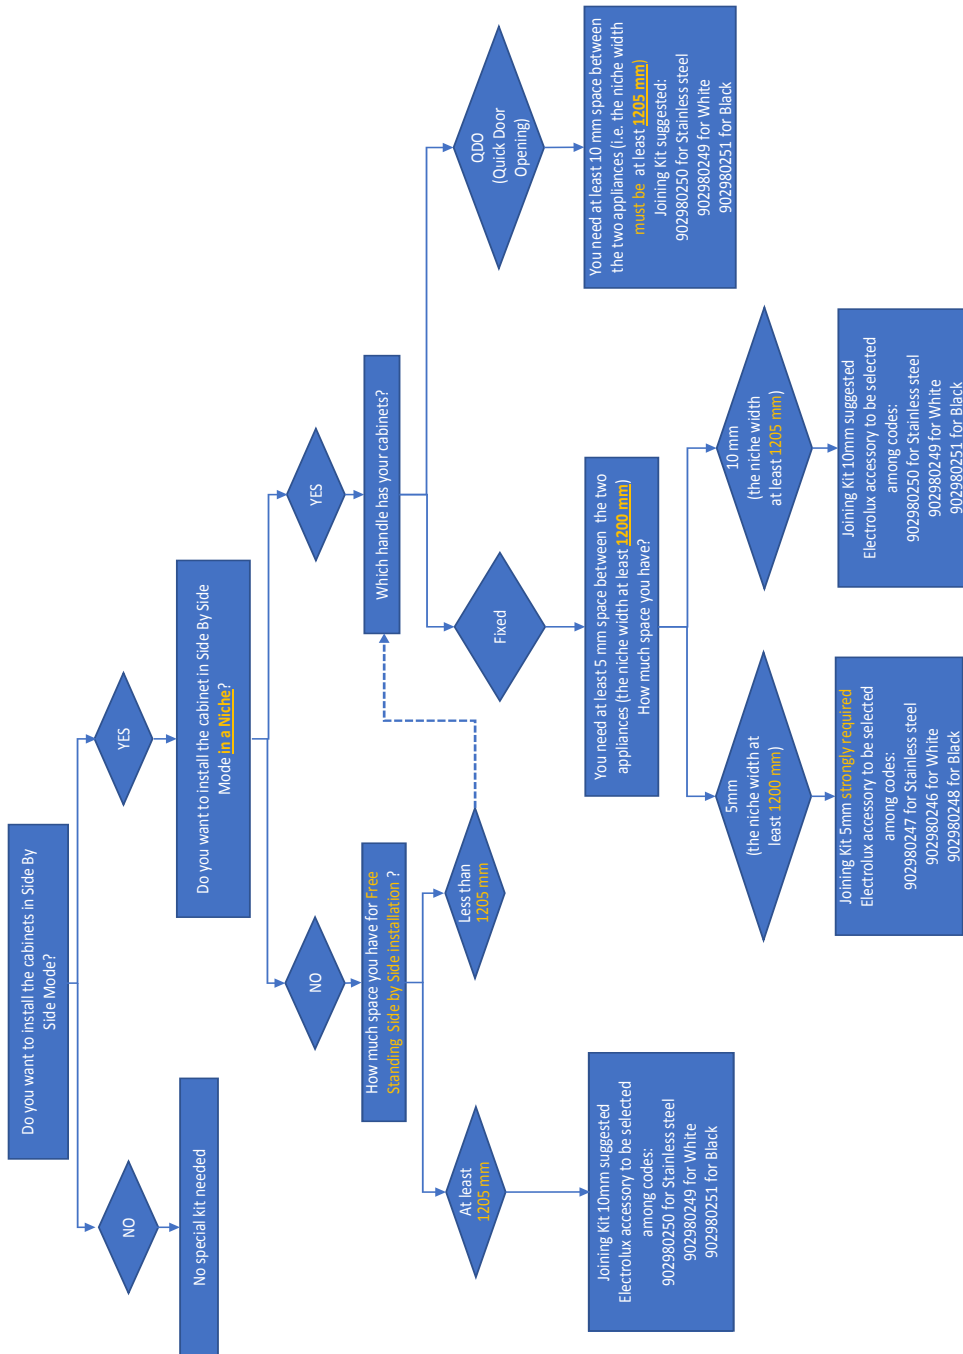 Do you want to install the cabinets in Side By
Side Mode?
NO
YES
No special kit needed
Do you want to install the cabinet in Side By Side
Mode in a Niche?
NO
YES
How much space you have for Free
Standing Side by Side installation ?
Which handle has your cabinets?
At least
1205 mm
Less than
1205 mm
Fixed
QDO
(Quick Door
Opening)
Joining Kit 10mm suggested
Electrolux accessory to be selected
among codes:
902980250 for Stainless steel
902980249 for White
902980251 for Black
You need at least 5 mm space between  the two
appliances (the niche width at least 1200 mm)
How much space you have?
You need at least 10 mm space between
the two appliances (i.e. the niche width
must be  at least 1205 mm)
Joining Kit suggested:
902980250 for Stainless steel
902980249 for White
902980251 for Black
5mm
(the niche width at
least 1200 mm)
10 mm
(the niche width
at least 1205 mm)
Joining Kit 5mm strongly required
Electrolux accessory to be selected
among codes:
902980247 for Stainless steel
902980246 for White
902980248 for Black
Joining Kit 10mm suggested
Electrolux accessory to be selected
among codes:
902980250 for Stainless steel
902980249 for White
902980251 for Black